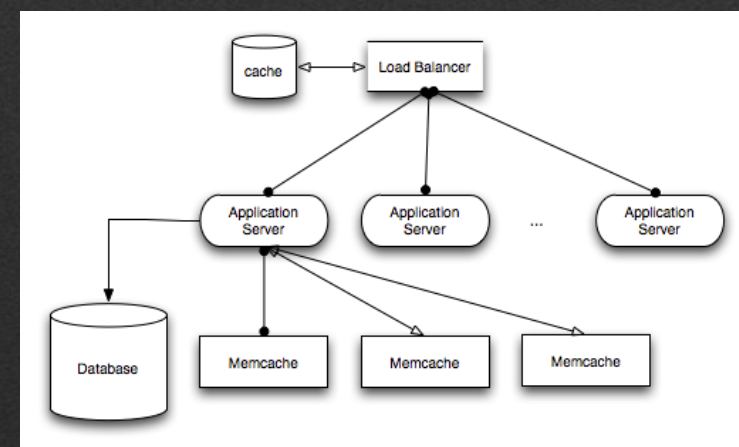 cache
Load Balancer
Application
Server
Application
Server
...
Application
Server
Database
Memcache
Memcache
Memcache